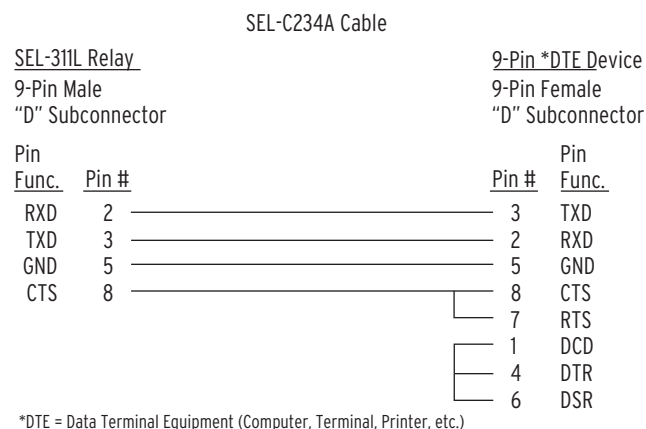 SEL-C234A Cable
SEL-311L Relay 9-Pin *DTE Device
9-Pin Male 9-Pin Female
“D” Subconnector “D” Subconnector
Pin Pin
Func. Pin # Pin # Func.
RXD 2 3 TXD
TXD 3 2 RXD
GND 5 5 GND
CTS 8 8 CTS
7 RTS
1 DCD
4 DTR
6 DSR
*DTE = Data Terminal Equipment (Computer, Terminal, Printer, etc.)